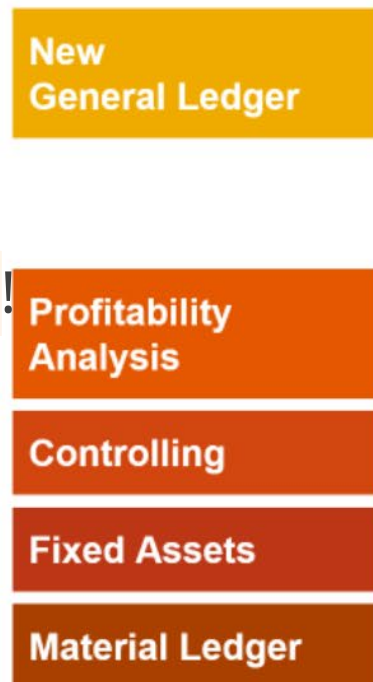 New
General Ledger
!
Profitability
Analysis
Controlling
Fixed Assets
Material Ledger